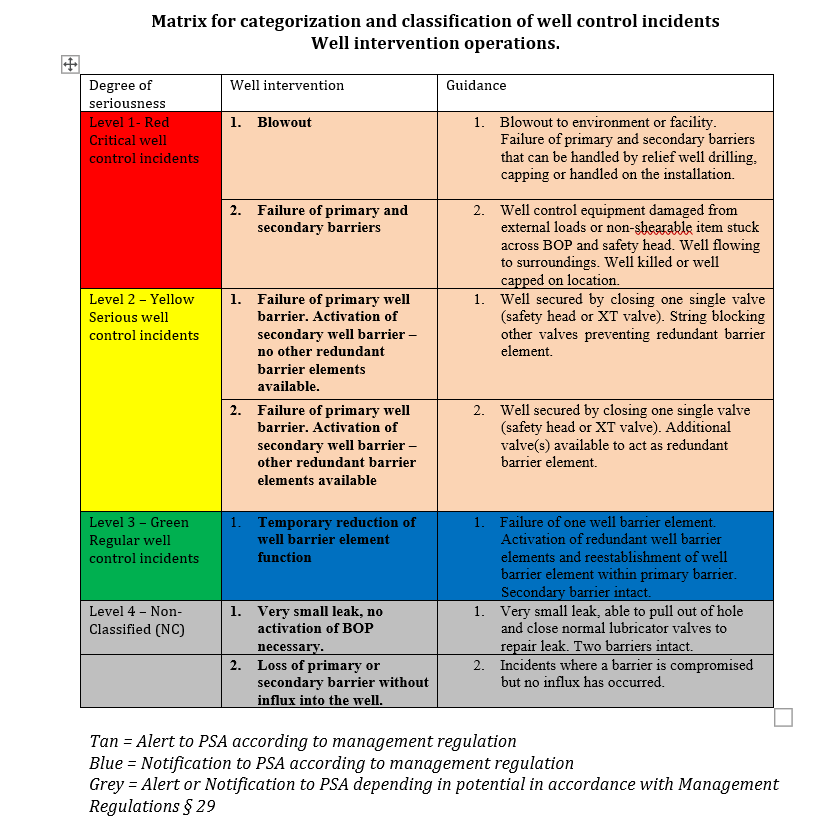 Matrix for categorization and classification of well control incidents
Well intervention operations.
Degree of
seriousness
Well intervention
Guidance
Level 1- Red
Critical well
control incidents
1. Blowout
1. Blowout to environment or facility.
Failure of primary and secondary barriers
that can be handled by relief well drilling,
capping or handled on the installation.
2. Failure of primary and
secondary barriers
2. Well control equipment damaged from
external loads or non-shearable item stuck
across BOP and safety head. Well flowing
to surroundings. Well killed or well
capped on location.
Level 2 – Yellow
Serious well
control incidents
1. Failure of primary well
barrier. Activation of
secondary well barrier –
no other redundant
barrier elements
available.
1. Well secured by closing one single valve
(safety head or XT valve). String blocking
other valves preventing redundant barrier
element.
2. Failure of primary well
barrier. Activation of
secondary well barrier –
other redundant barrier
elements available
2. Well secured by closing one single valve
(safety head or XT valve). Additional
valve(s) available to act as redundant
barrier element.
Level 3 – Green
Regular well
control incidents
1. Temporary reduction of
well barrier element
function
1. Failure of one well barrier element.
Activation of redundant well barrier
elements and reestablishment of well
barrier element within primary barrier.
Secondary barrier intact.
Level 4 – Non-
Classified (NC)
1. Very small leak, no
activation of BOP
necessary.
1. Very small leak, able to pull out of hole
and close normal lubricator valves to
repair leak. Two barriers intact.
2. Loss of primary or
secondary barrier without
influx into the well.
2. Incidents where a barrier is compromised
but no influx has occurred.
Tan = Alert to PSA according to management regulation
Blue = Notification to PSA according to management regulation
Grey = Alert or Notification to PSA depending in potential in accordance with Management
Regulations § 29